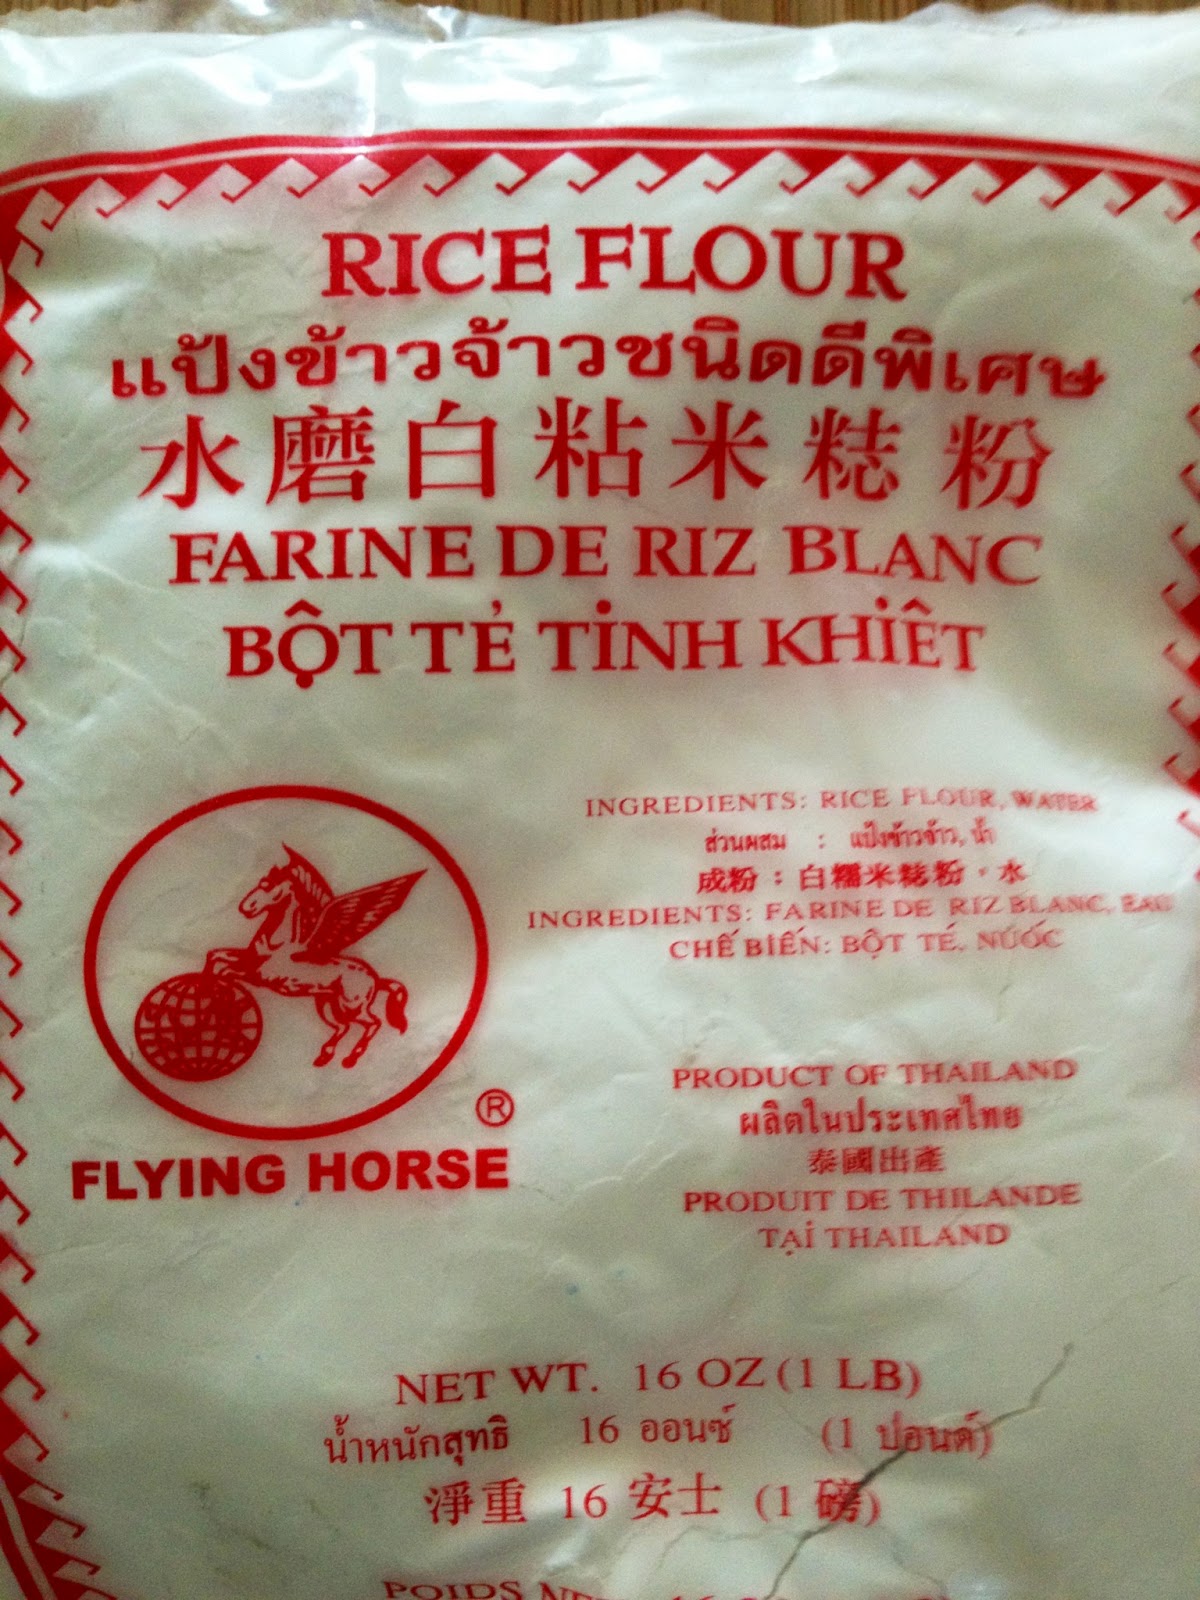 RICE FLOUR
แป้งข้าวจ้าวชนิดดีพิเศษ
水磨白粘米粩粉
FARINE DE RIZ BLANC
BỘT TẺ TỈNH KHIẾT
INGREDIENTS: RICE FLOUR, WATER
ส่วนผสม : แป้งข้าวจ้าว, น้ำ
成粉：白糯米粩粉，水
INGREDIENTS: FARINE DE RIZ BLANC, EAU
CHẾ BIẾN: BỘT TẺ, NƯỚC
®
FLYING HORSE
PRODUCT OF THAILAND
ผลิตในประเทศไทย
泰國出產
PRODUIT DE THILANDE
TẠI THAILAND
NET WT. 16 OZ (1 LB)
น้ำหนักสุทธิ 16 ออนซ์ (1 ปอนด์)
淨重 16 安士 (1 磅)
POIDS